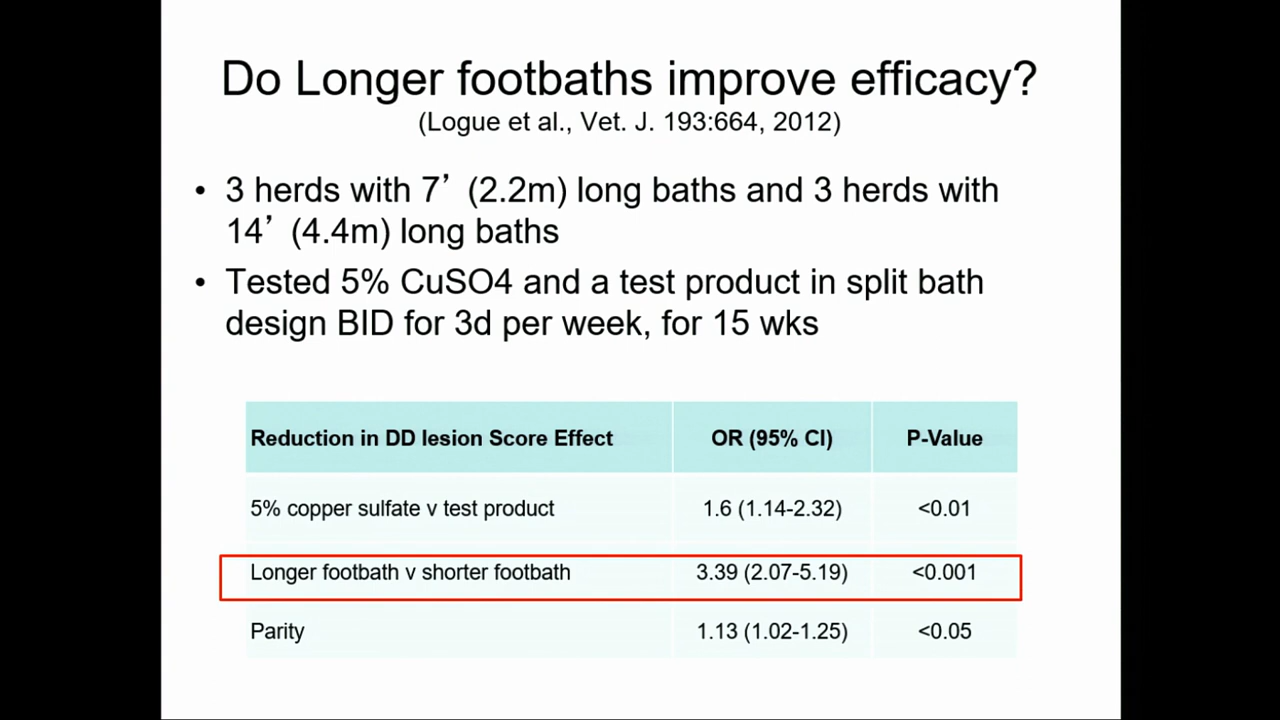 Do Longer footbaths improve efficacy?
(Logue et al., Vet. J. 193:664, 2012)
• 3 herds with 7’ (2.2m) long baths and 3 herds with
14’ (4.4m) long baths
• Tested 5% CuSO4 and a test product in split bath
design BID for 3d per week, for 15 wks
Reduction in DD lesion Score Effect OR (95% CI) P-Value
5% copper sulfate v test product 1.6 (1.14-2.32) <0.01
Longer footbath v shorter footbath 3.39 (2.07-5.19) <0.001
Parity 1.13 (1.02-1.25) <0.05